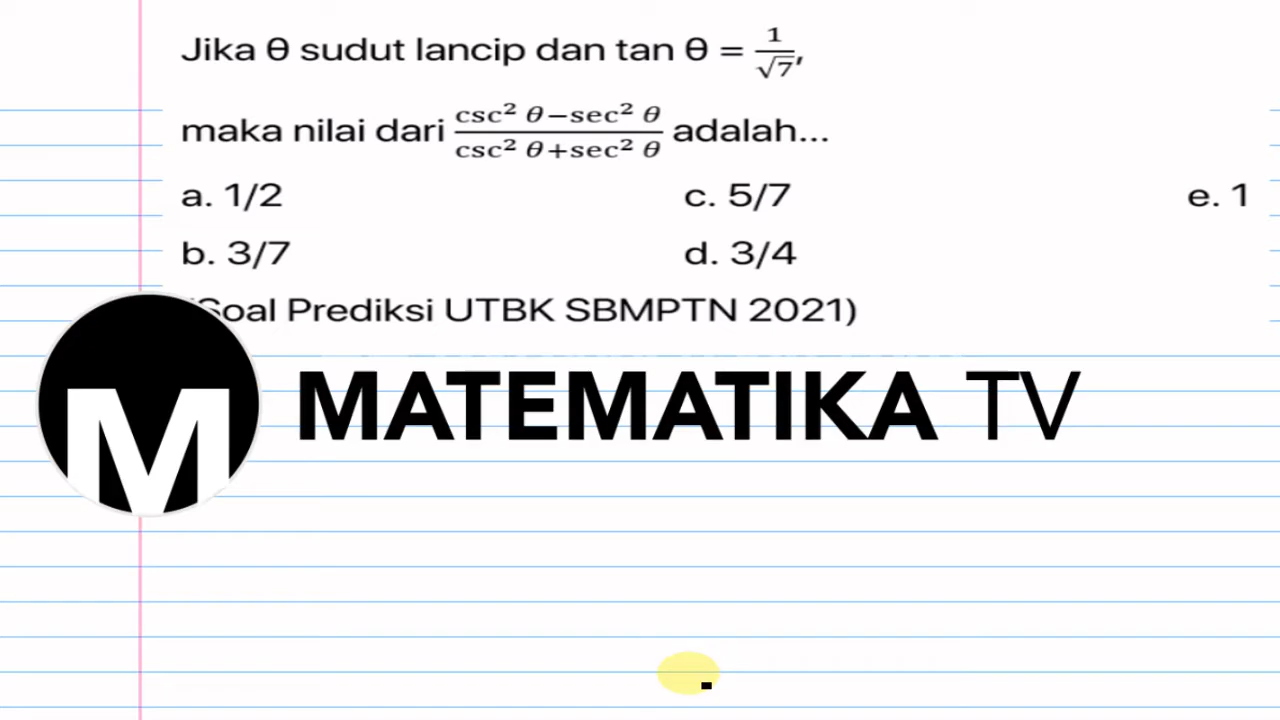 Jika θ sudut lancip dan tan θ = 1/√7,
maka nilai dari (csc² θ−sec² θ)/(csc² θ+sec² θ) adalah...
a. 1/2 c. 5/7 e. 1
b. 3/7 d. 3/4
Soal Prediksi UTBK SBMPTN 2021)
M MATEMATIKA TV